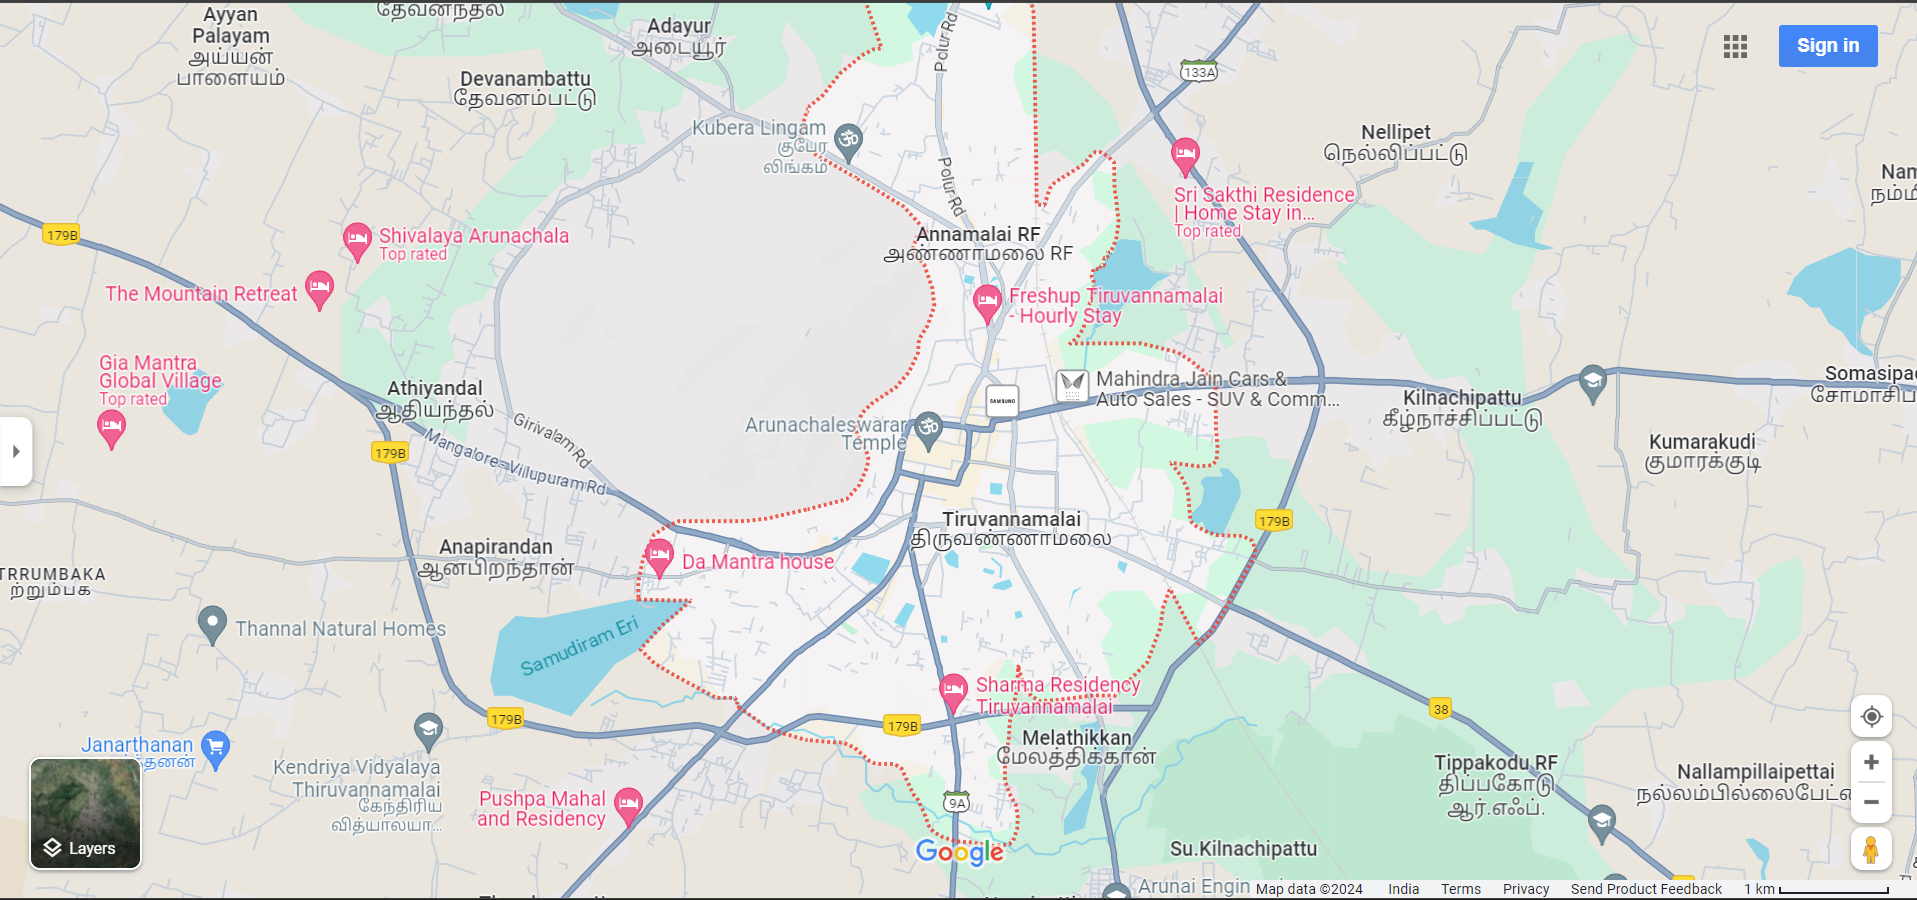 தேவனந்தல்
Ayyan
Palayam
அய்யன்
பாளையம்
Adayur
அடையூர்
Polur Rd
133A
Sign in
Devanambattu
தேவனம்பட்டு
Kubera Lingam
குபேர
லிங்கம்
Polur Rd
Nellipet
நெல்லிப்பட்டு
Sri Sakthi Residence
| Home Stay in...
Top rated
179B
Shivalaya Arunachala
Top rated
Annamalai RF
அண்ணாமலை RF
The Mountain Retreat
Freshup Tiruvannamalai
- Hourly Stay
Gia Mantra
Global Village
Top rated
Athiyandal
ஆதியந்தல்
SAMSUNG
Mahindra Jain Cars &
Auto Sales - SUV & Comm...
Kilnachipattu
கீழ்நாச்சிப்பட்டு
Girivalam Rd
Mangalore - Villupuram Rd
179B
Arunachaleswarar
Temple
Kumarakudi
குமாரக்குடி
Tiruvannamalai
திருவண்ணாமலை
179B
Anapirandan
ஆனபிறந்தான்
Da Mantra house
TRRUMBAKA
ற்றும்பக
Thannal Natural Homes
Samudiram Eri
Sharma Residency
Tiruvannamalai
179B
179B
38
Janarthanan
Melathikkan
மேலத்திக்கான்
Kendriya Vidyalaya
Thiruvannamalai
கேந்திரிய
வித்யாலயா...
Tippakodu RF
திப்பகோடு
ஆர்.எஃப்.
Nallampillaipettai
Pushpa Mahal
and Residency
9A
Layers
Google
Su.Kilnachipattu
Arunai Engin
Map data ©2024
India
Terms
Privacy
Send Product Feedback
1 km